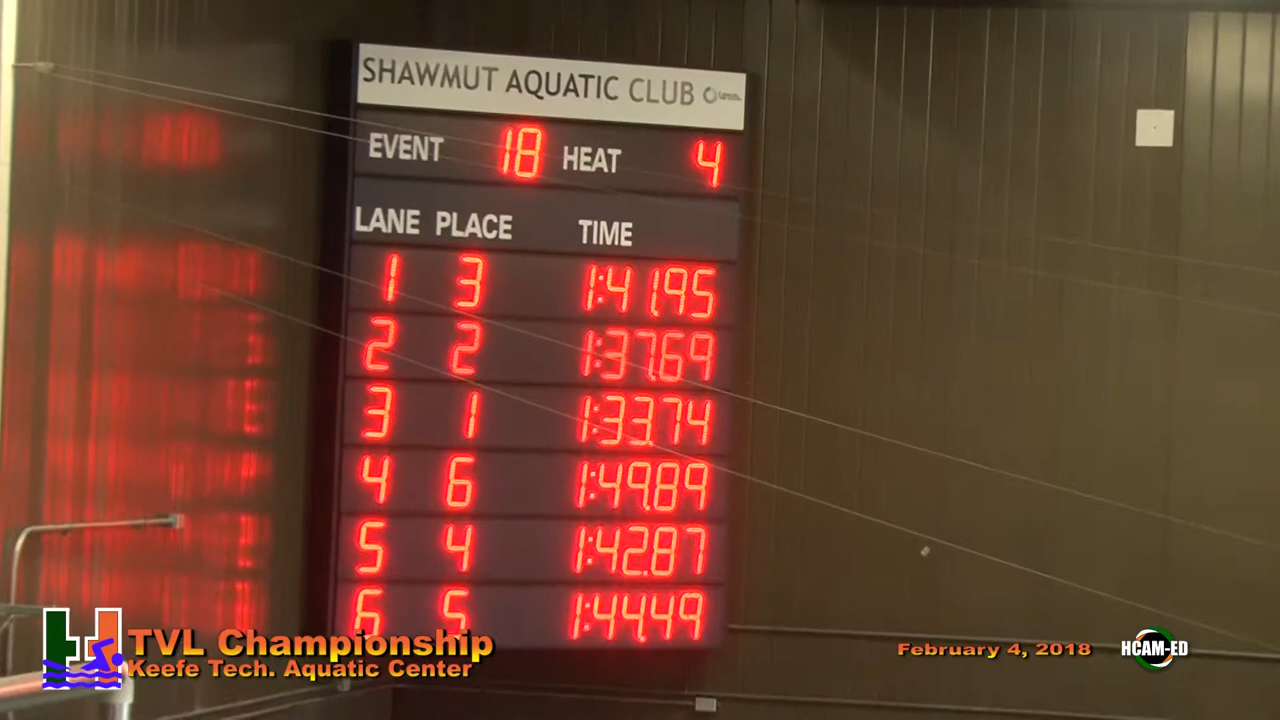 SHAWMUT AQUATIC CLUB
EVENT 18 HEAT 4
LANE PLACE TIME
1 3 1:41.95
2 2 1:37.69
3 1 1:33.74
4 6 1:49.89
5 4 1:42.87
6 5 1:44.49
TVL Championship
Keefe Tech. Aquatic Center
February 4, 2018
HCAM-ED